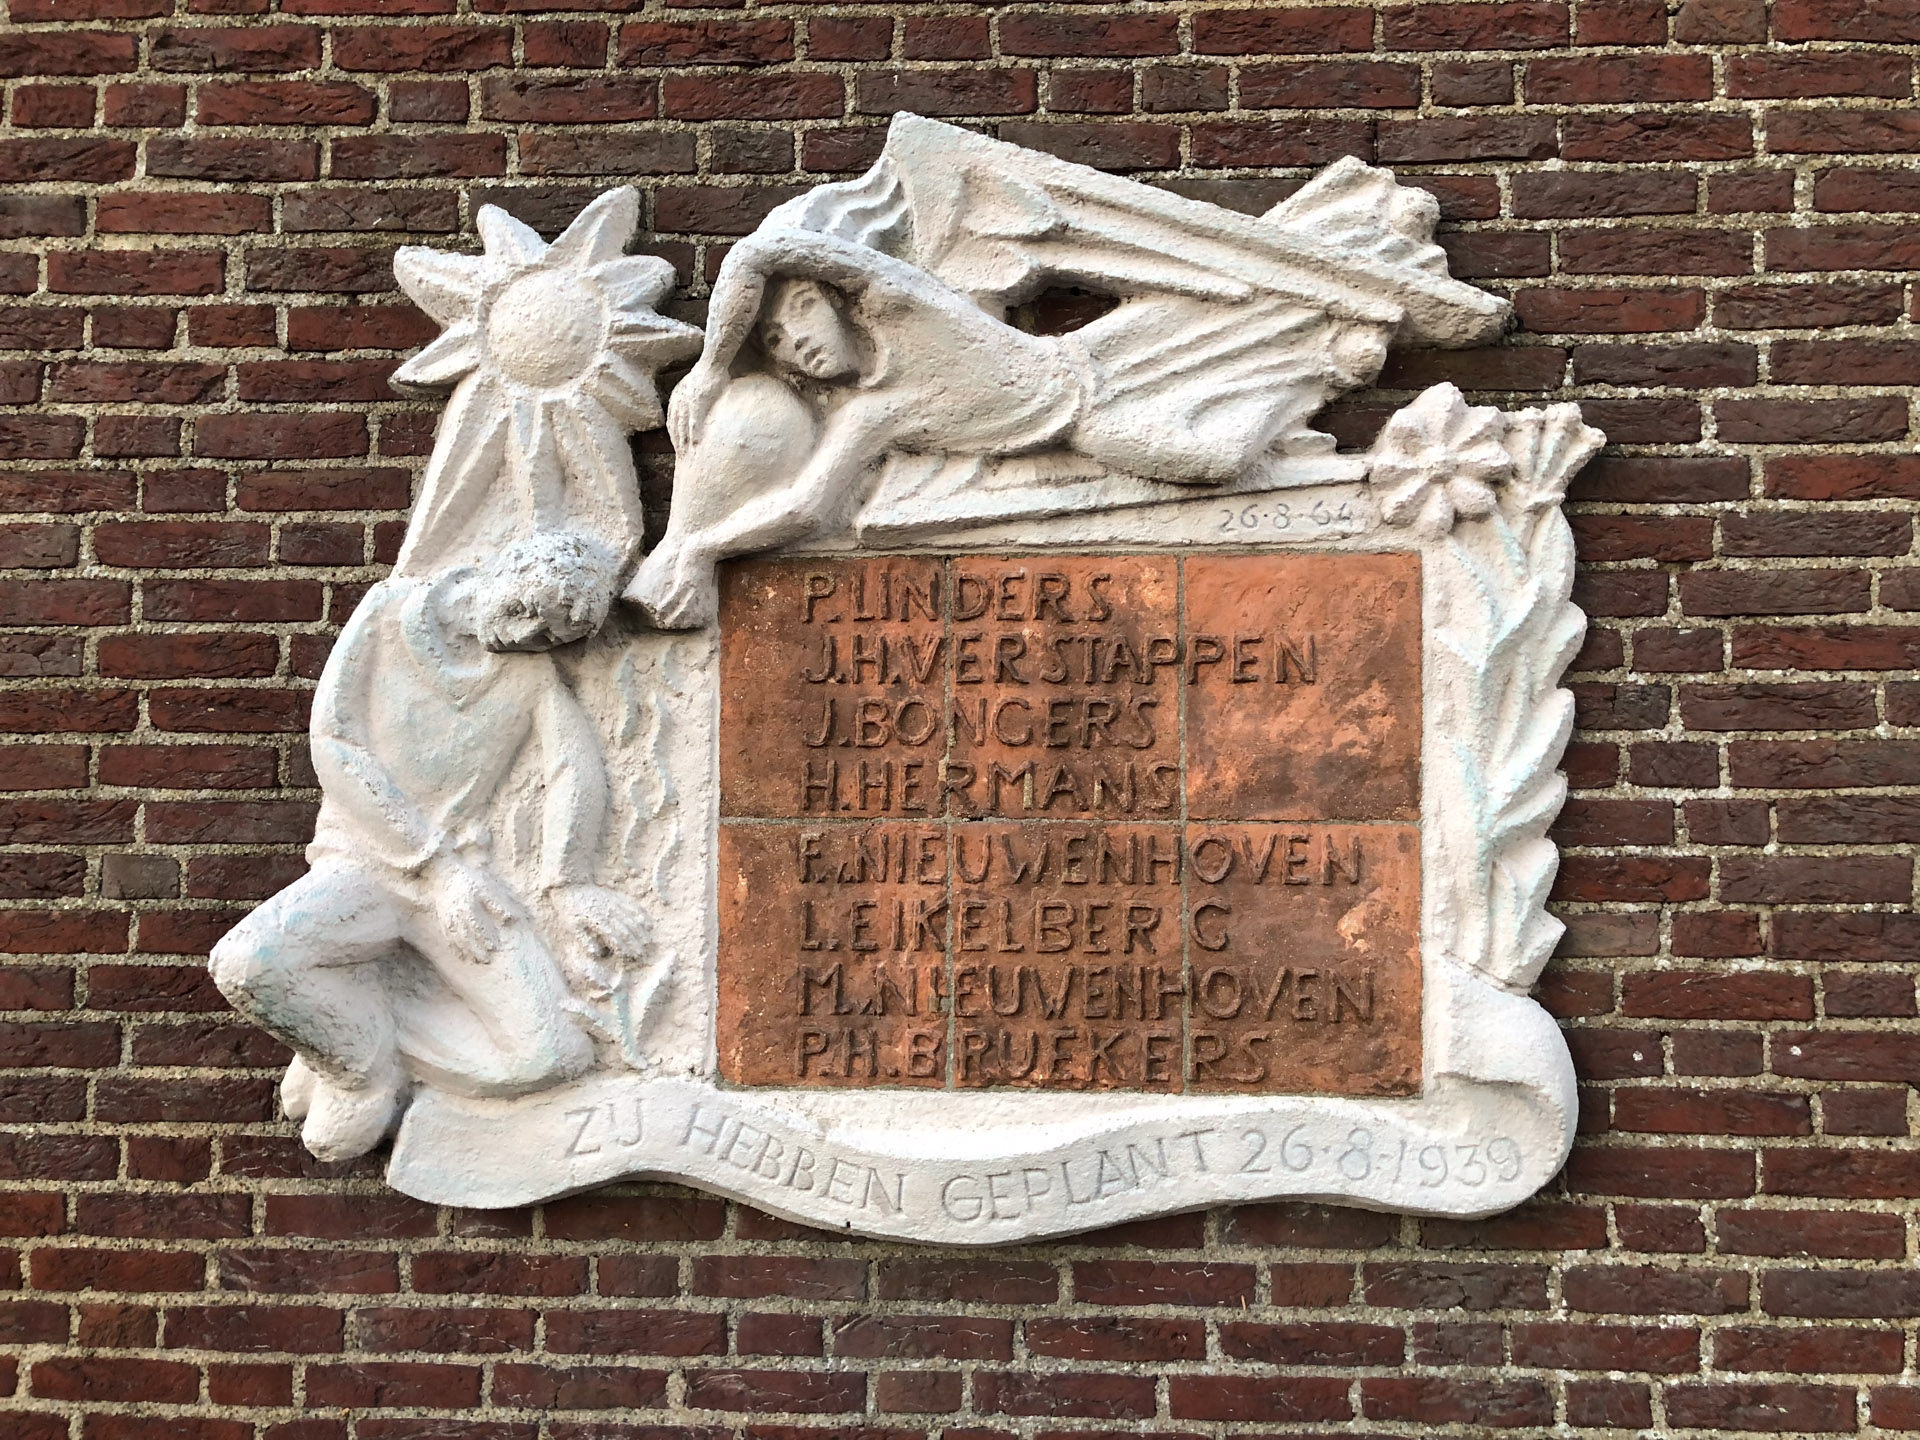 26·8·64
P. LINDERS
J.H. VERSTAPPEN
J. BONGERS
H. HERMANS
F. v. NIEUWENHOVEN
L. EIKELBERG
M. v. NIEUWENHOVEN
P.H. BRUEKERS
ZIJ HEBBEN GEPLANT 26·8·1939